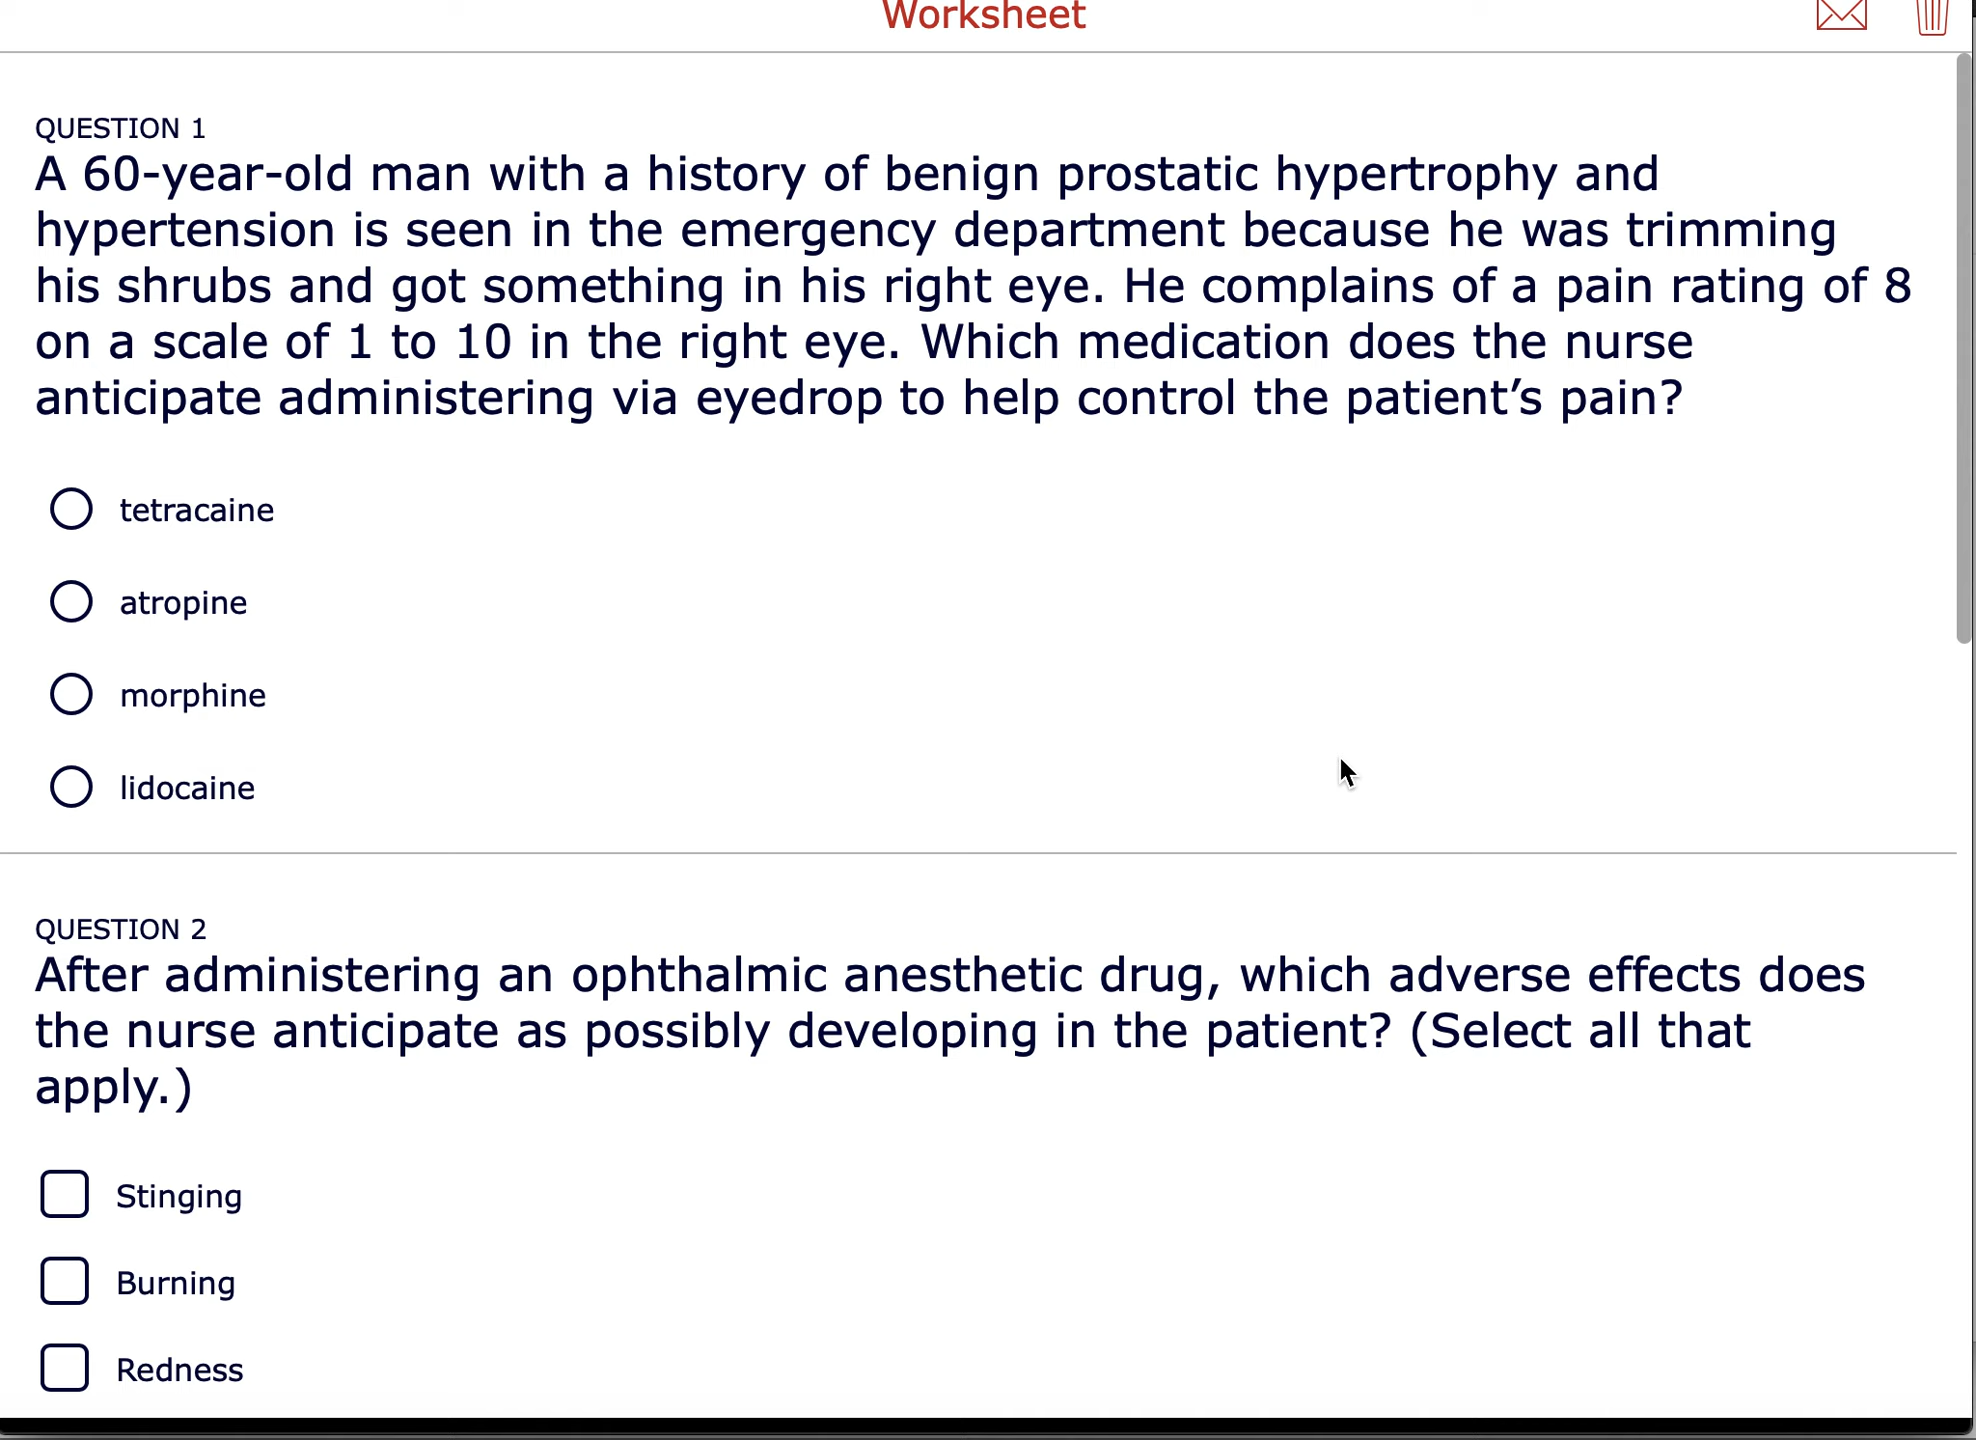 Worksheet
QUESTION 1
A 60-year-old man with a history of benign prostatic hypertrophy and
hypertension is seen in the emergency department because he was trimming
his shrubs and got something in his right eye. He complains of a pain rating of 8
on a scale of 1 to 10 in the right eye. Which medication does the nurse
anticipate administering via eyedrop to help control the patient’s pain?
tetracaine
atropine
morphine
lidocaine
QUESTION 2
After administering an ophthalmic anesthetic drug, which adverse effects does
the nurse anticipate as possibly developing in the patient? (Select all that
apply.)
Stinging
Burning
Redness